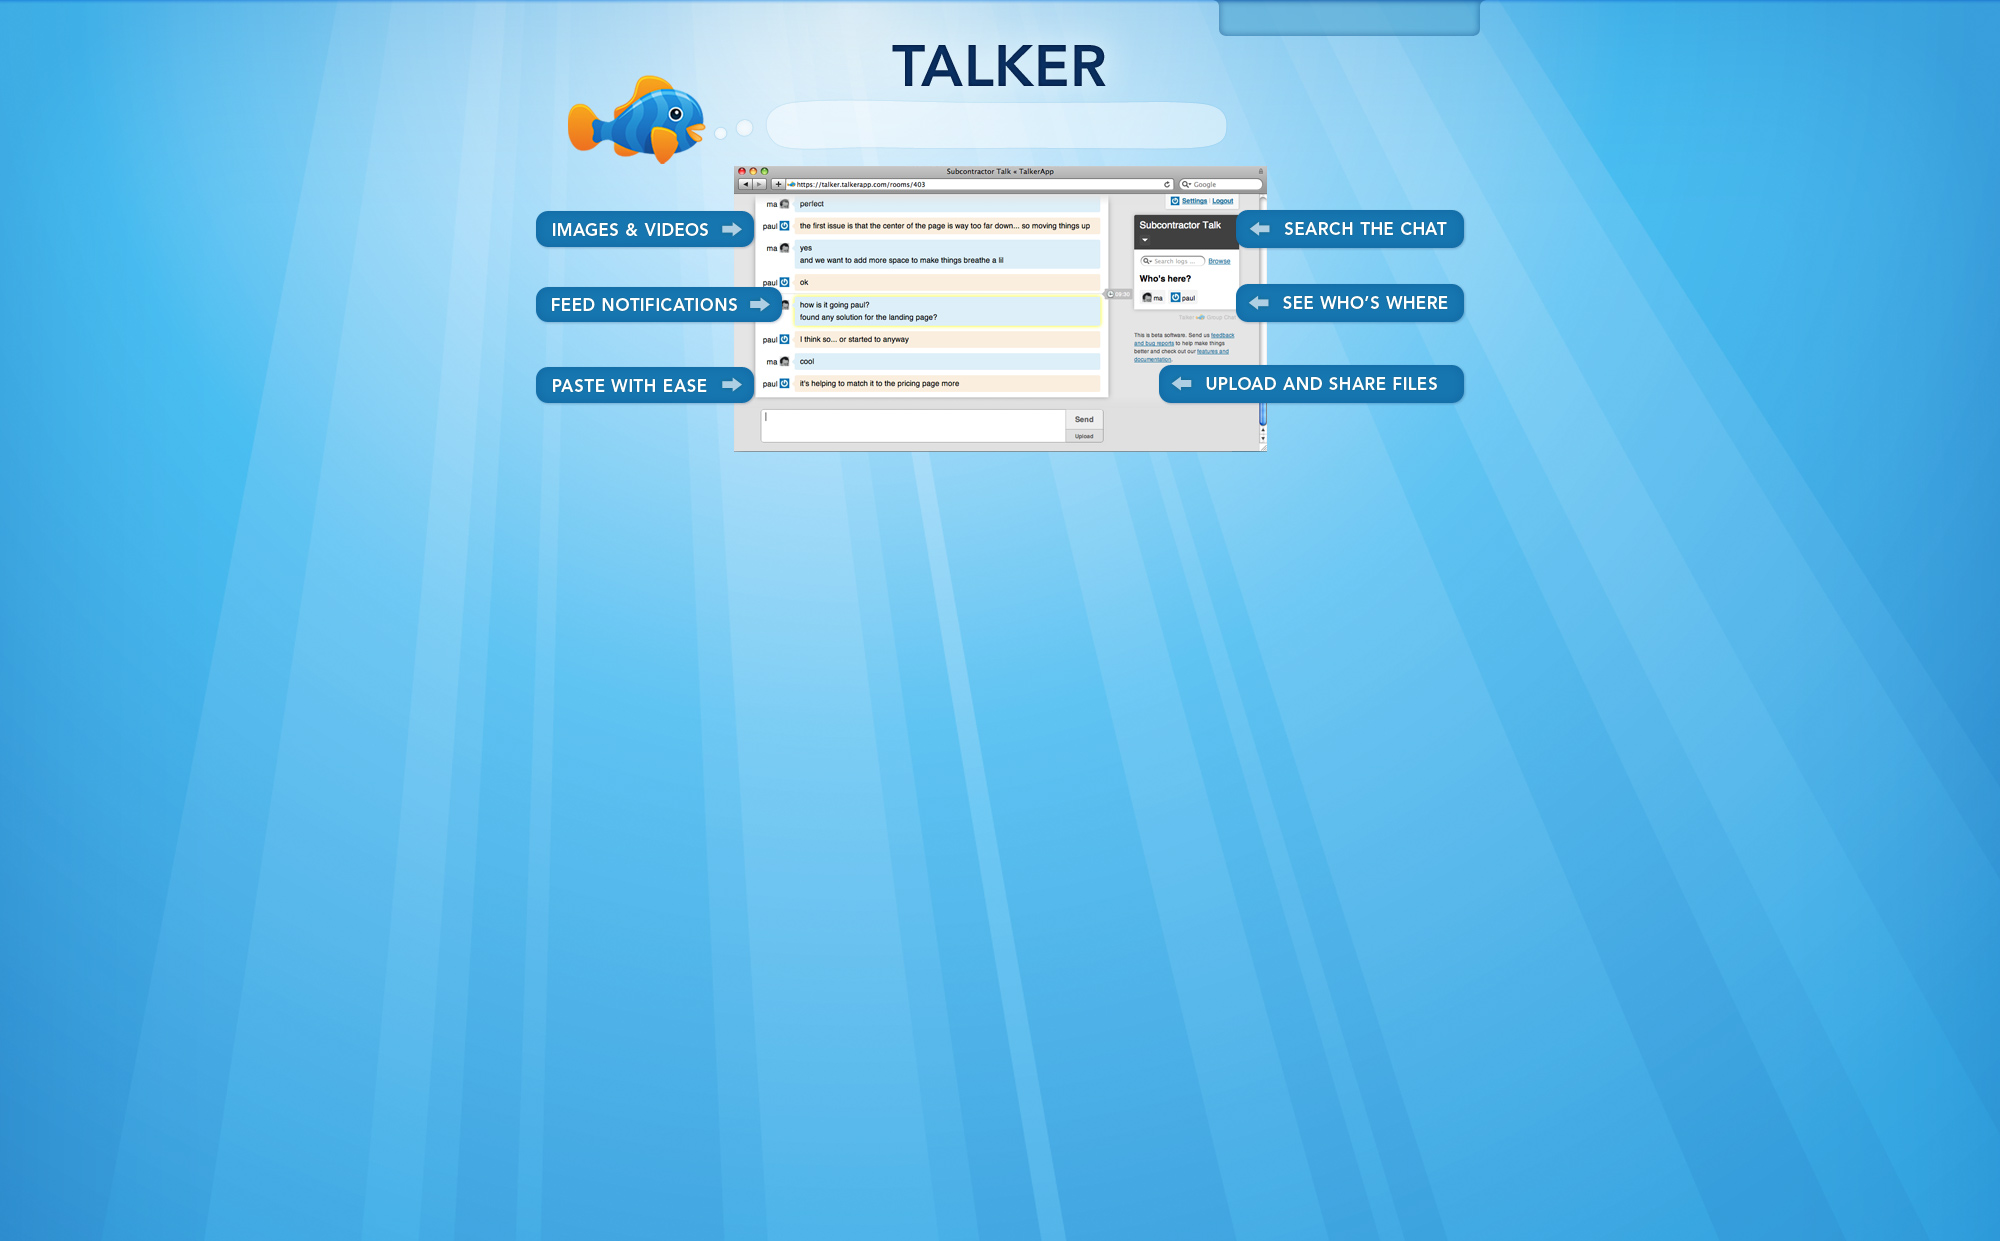 TALKER
Subcontractor Talk × TalkerApp
https://talker.talkerapp.com/rooms/403
Google
ma perfect
paul the first issue is that the center of the page is way too far down... so moving things up
ma yes
and we want to add more space to make things breathe a lil
paul ok
how is it going paul?
found any solution for the landing page?
paul I think so... or started to anyway
ma cool
paul it's helping to match it to the pricing page more
Send
Upload
Settings | Logout
Subcontractor Talk
Search logs ... Browse
Who's here?
ma paul
Talker Group Chat
This is beta software. Send us feedback
and bug reports to help make things
better and check out our features and
documentation.
IMAGES & VIDEOS
FEED NOTIFICATIONS
PASTE WITH EASE
SEARCH THE CHAT
SEE WHO'S WHERE
UPLOAD AND SHARE FILES